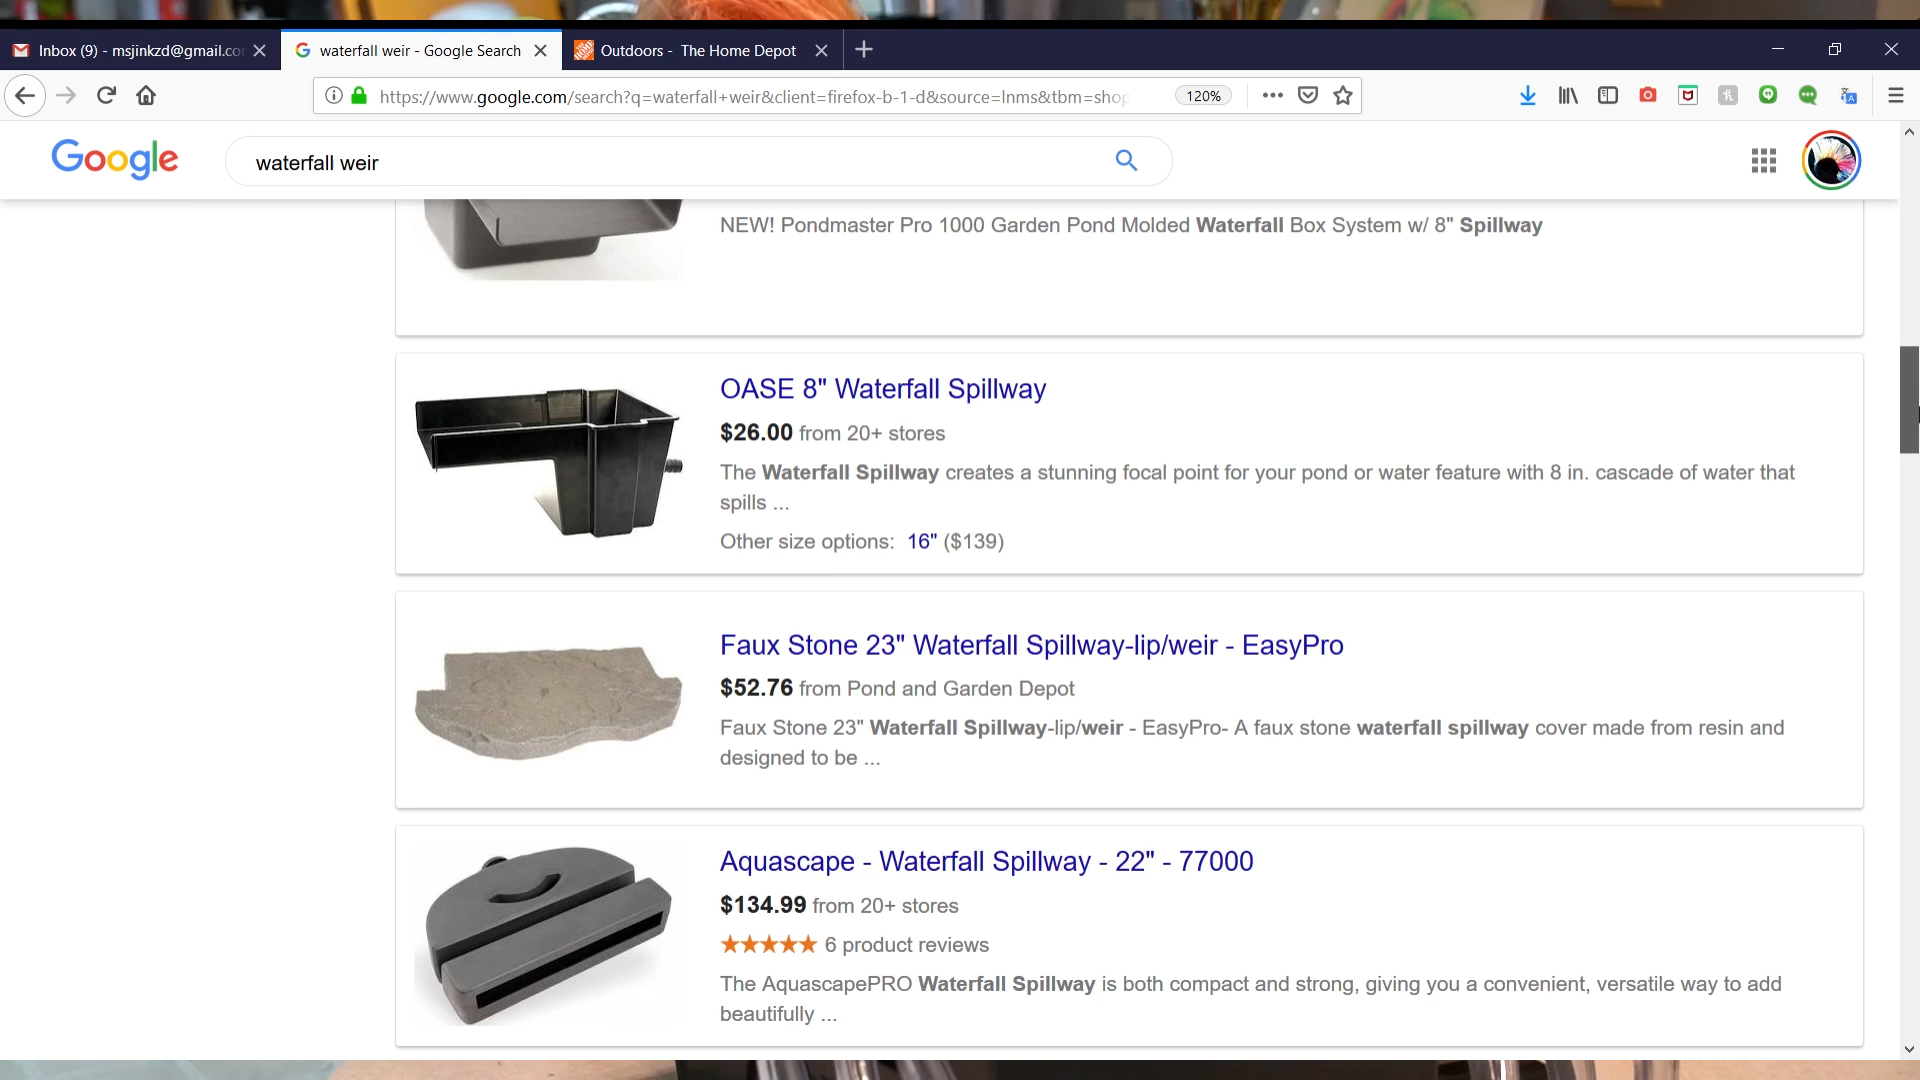 Inbox (9) - msjinkzd@gmail.co
waterfall weir - Google Search
Outdoors - The Home Depot
https://www.google.com/search?q=waterfall+weir&client=firefox-b-1-d&source=lnms&tbm=shop
120%
Google
waterfall weir
NEW! Pondmaster Pro 1000 Garden Pond Molded Waterfall Box System w/ 8" Spillway
OASE 8" Waterfall Spillway
$26.00 from 20+ stores
The Waterfall Spillway creates a stunning focal point for your pond or water feature with 8 in. cascade of water that
spills ...
Other size options: 16" ($139)
Faux Stone 23" Waterfall Spillway-lip/weir - EasyPro
$52.76 from Pond and Garden Depot
Faux Stone 23" Waterfall Spillway-lip/weir - EasyPro- A faux stone waterfall spillway cover made from resin and
designed to be ...
Aquascape - Waterfall Spillway - 22" - 77000
$134.99 from 20+ stores
6 product reviews
The AquascapePRO Waterfall Spillway is both compact and strong, giving you a convenient, versatile way to add
beautifully ...